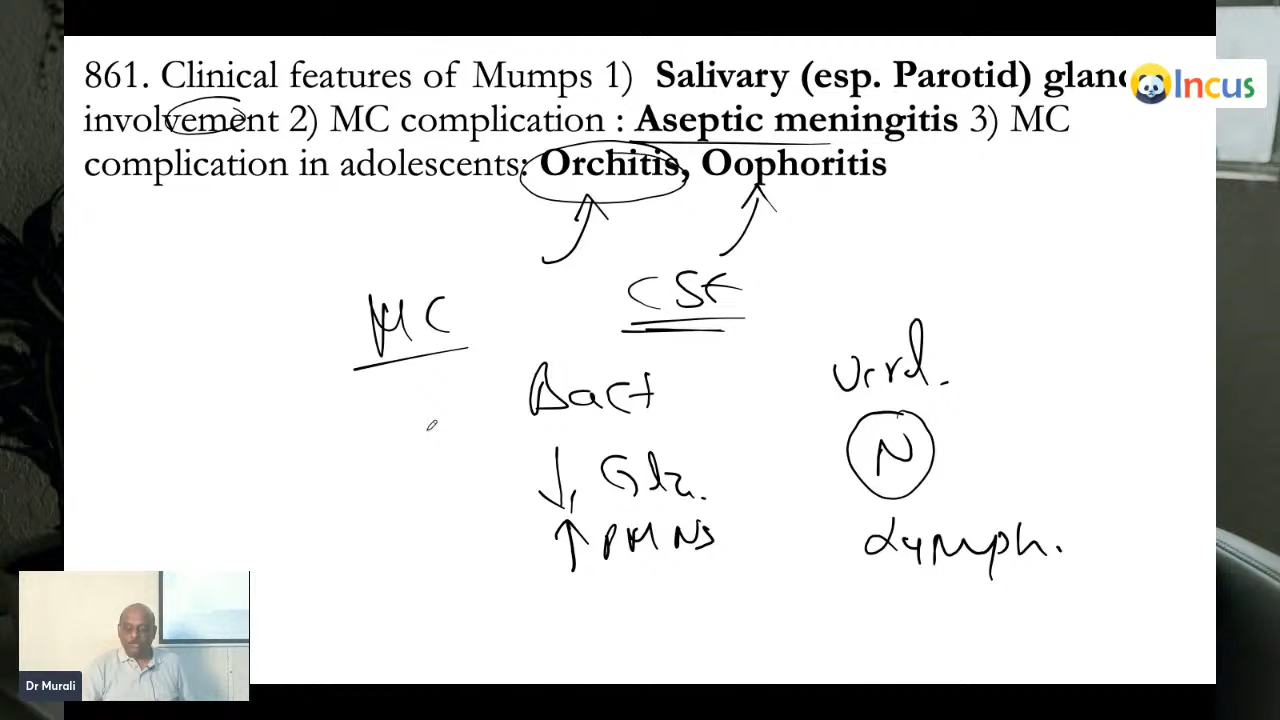 861. Clinical features of Mumps 1) Salivary (esp. Parotid) gland
Incus
involvement 2) MC complication : Aseptic meningitis 3) MC
complication in adolescents: Orchitis, Oophoritis
MC
CSF
Bact
Viral.
↓ Glu.
N
↑ PMNs
Lymph.
Dr Murali